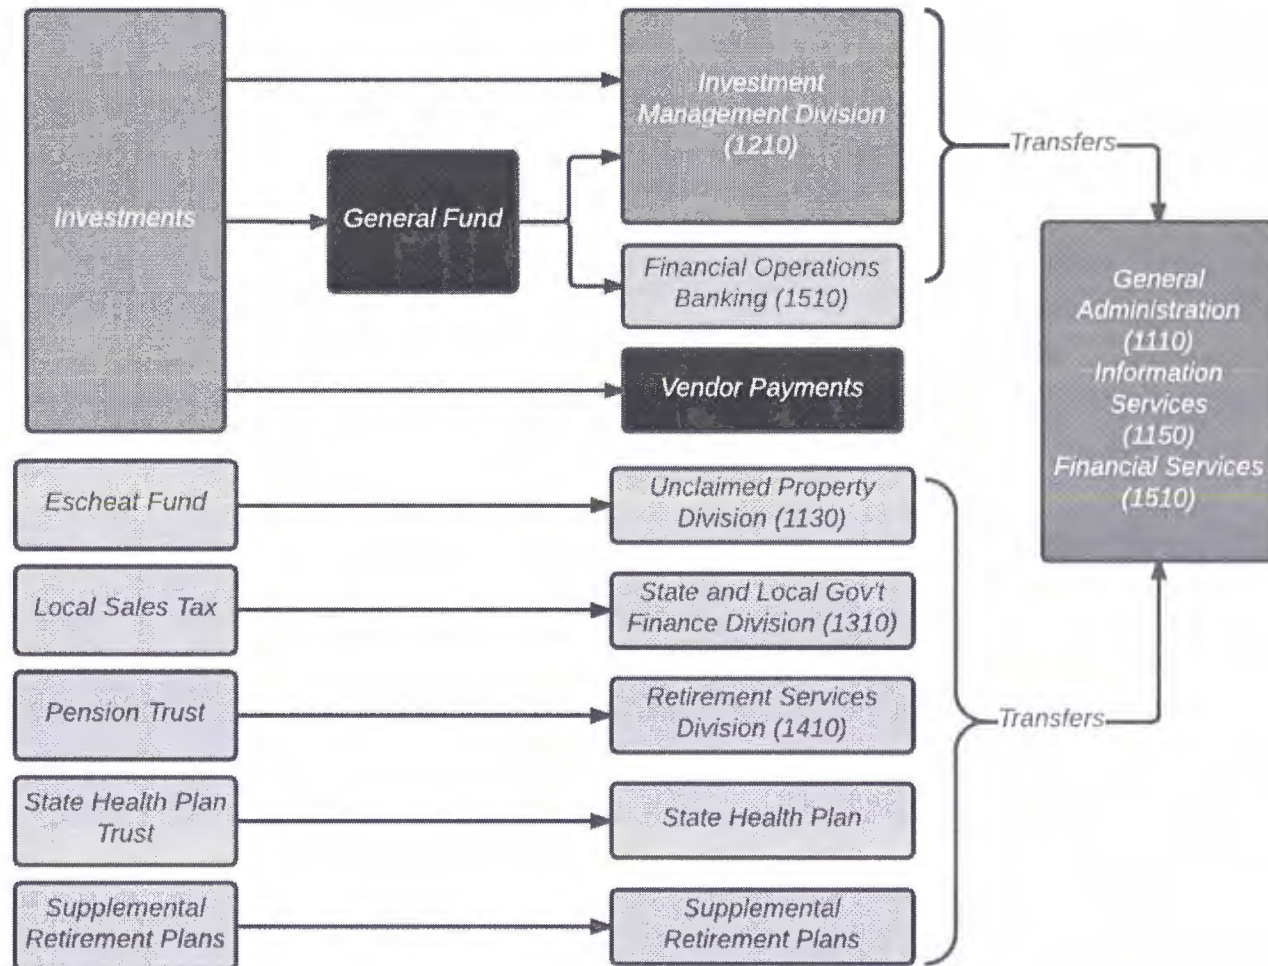 Investments
General Fund
Investment
Management Division
(1210)
Financial Operations
Banking (1510)
Vendor Payments
Transfers
General
Administration
(1110)
Information
Services
(1150)
Financial Services
(1510)
Escheat Fund
Unclaimed Property
Division (1130)
Local Sales Tax
State and Local Gov't
Finance Division (1310)
Pension Trust
Retirement Services
Division (1410)
Transfers
State Health Plan
Trust
State Health Plan
Supplemental
Retirement Plans
Supplemental
Retirement Plans